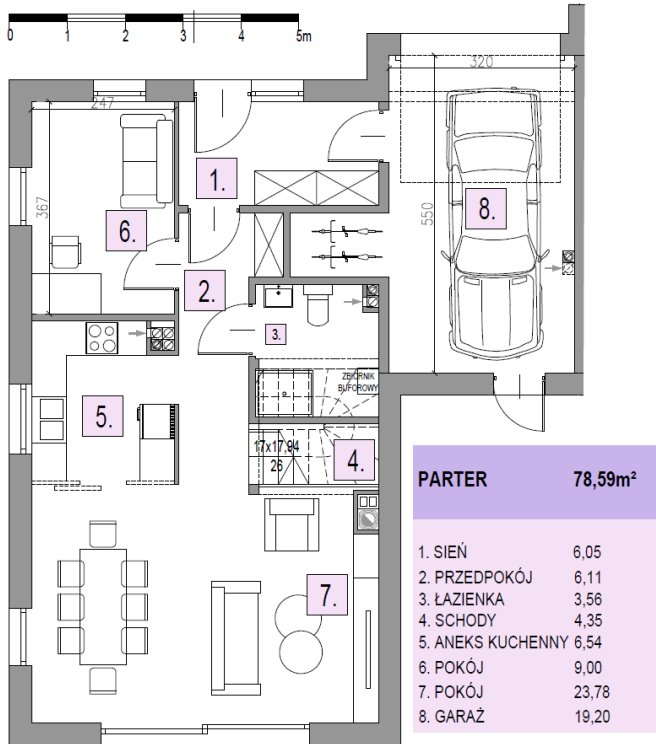 0 1 2 3 4 5m
320
247
1.
367
6.
550
8.
2.
3.
ZBIORNIK
BUFOROWY
5.
17x17,94
26
4.
7.
PARTER 78,59m²
1. SIEŃ 6,05
2. PRZEDPOKÓJ 6,11
3. ŁAZIENKA 3,56
4. SCHODY 4,35
5. ANEKS KUCHENNY 6,54
6. POKÓJ 9,00
7. POKÓJ 23,78
8. GARAŻ 19,20